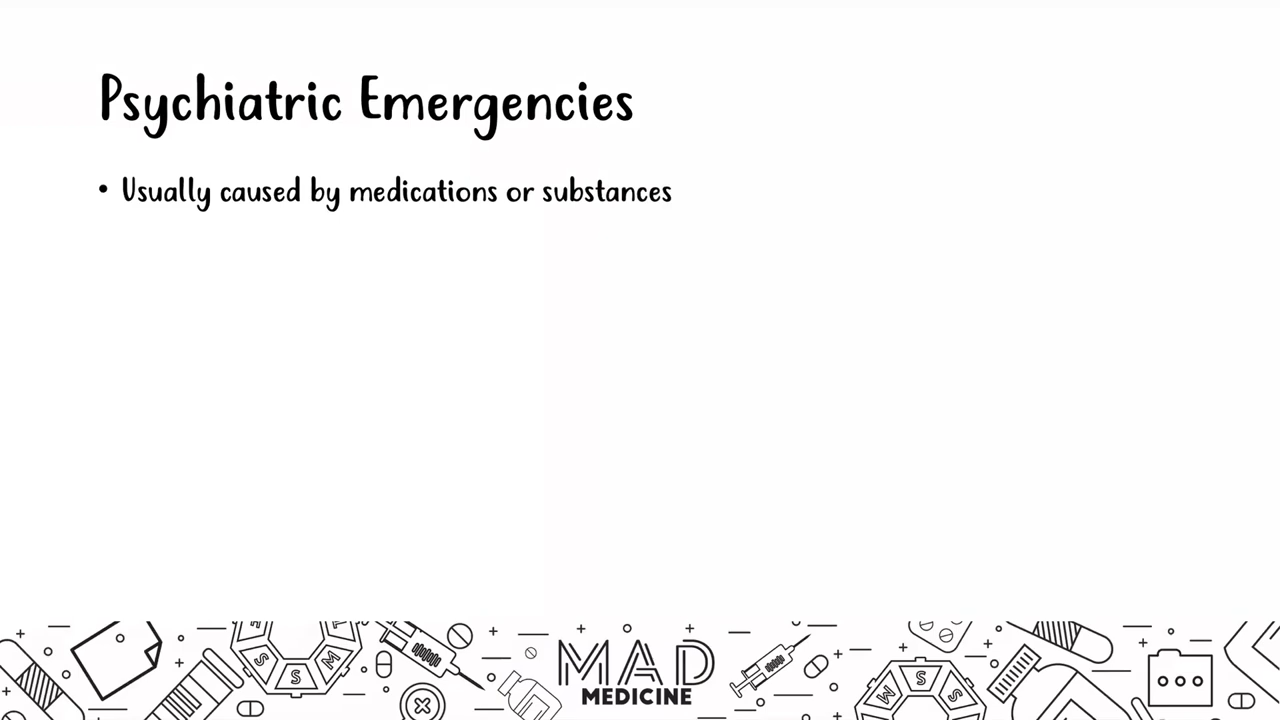 Psychiatric Emergencies
• Usually caused by medications or substances
S
S
M
MAD
MEDICINE
M
S
S